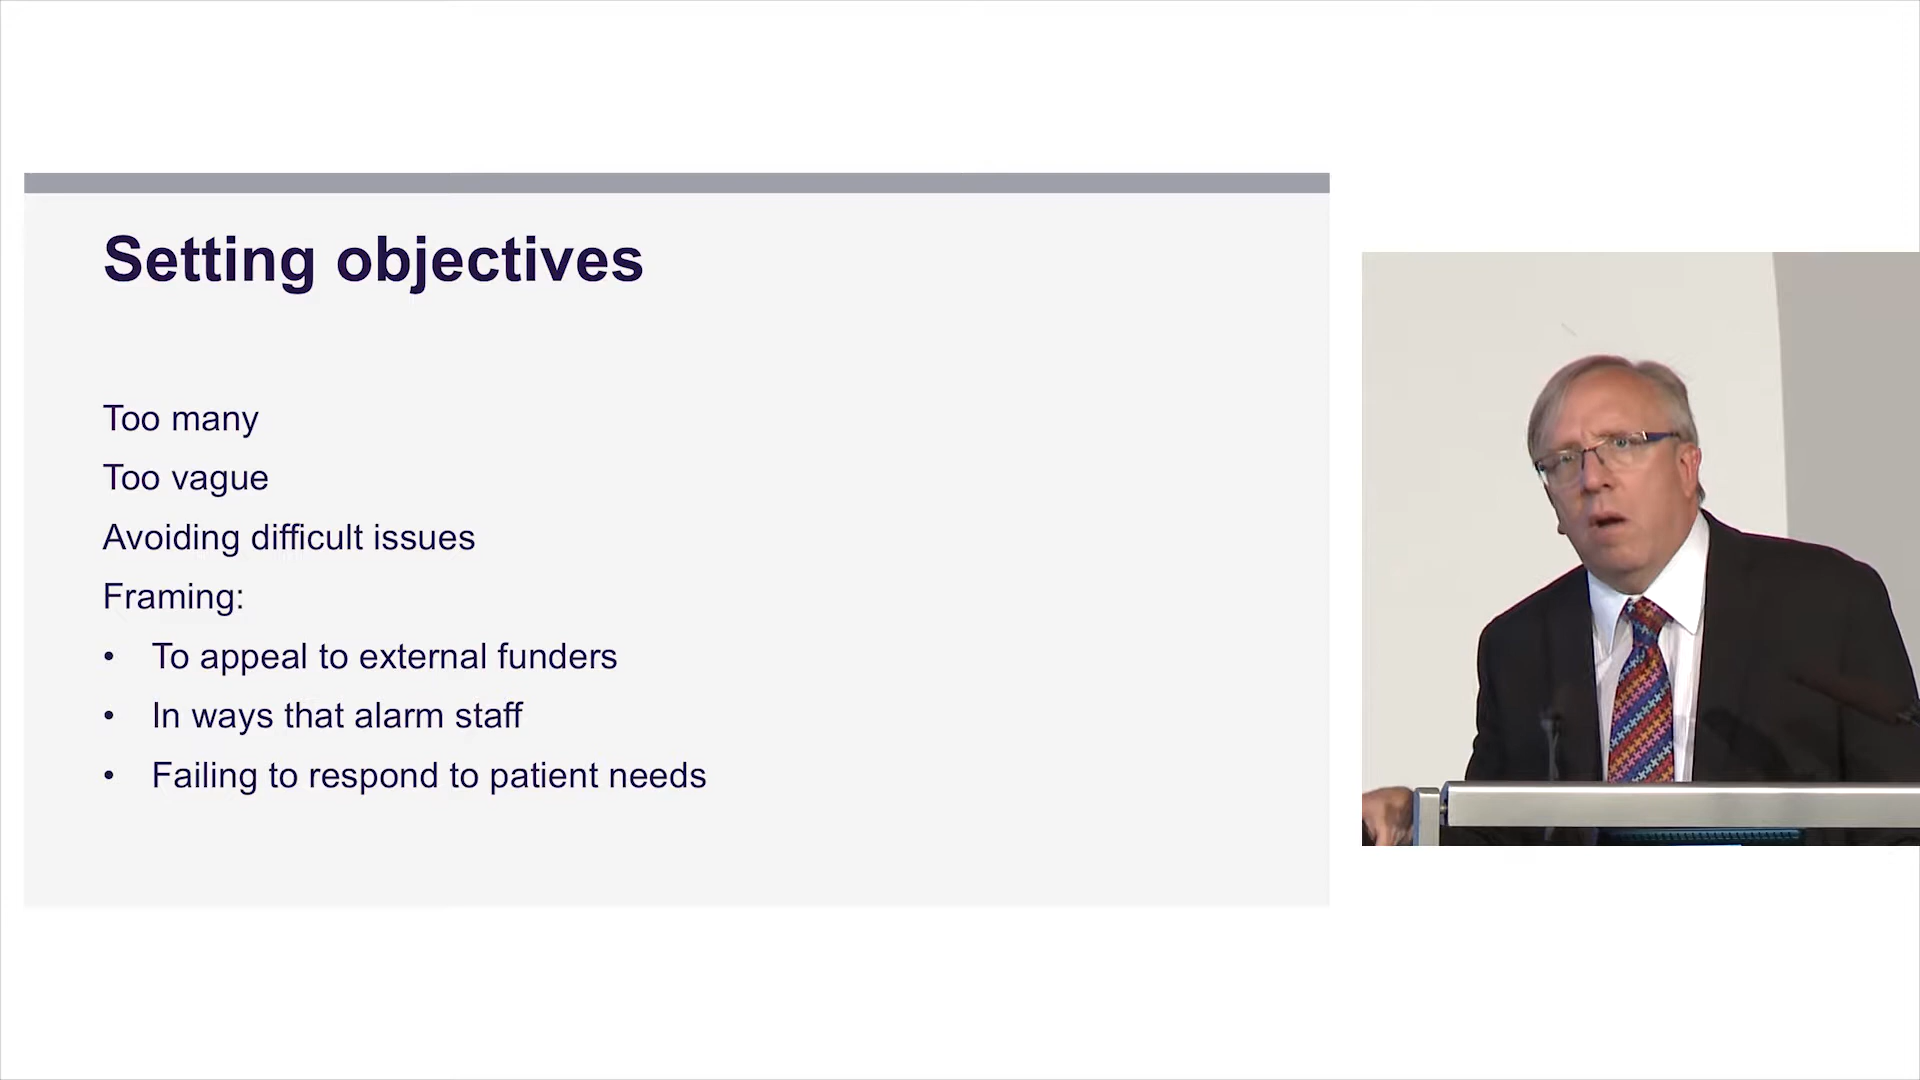 Setting objectives
Too many
Too vague
Avoiding difficult issues
Framing:
• To appeal to external funders
• In ways that alarm staff
• Failing to respond to patient needs